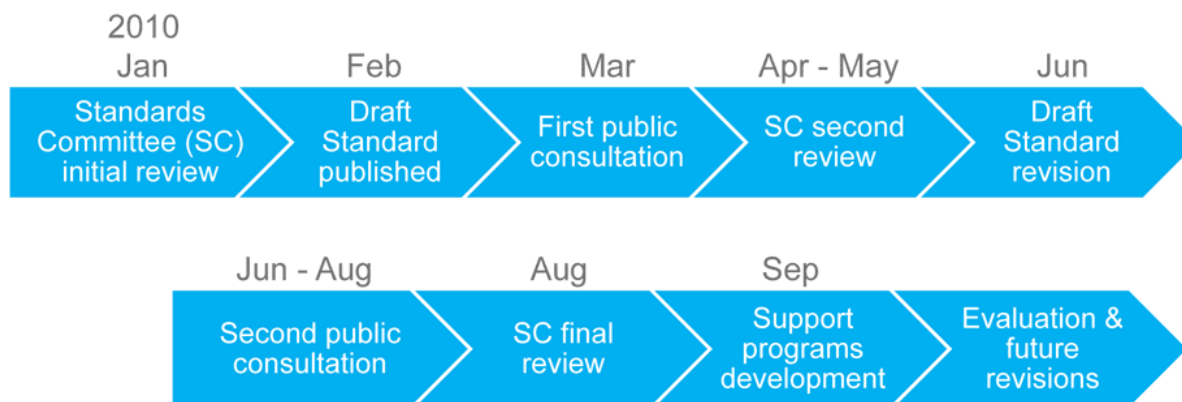 2010
Jan
Feb
Mar
Apr - May
Jun
Standards
Committee (SC)
initial review
Draft
Standard
published
First public
consultation
SC second
review
Draft
Standard
revision
Jun - Aug
Aug
Sep
Second public
consultation
SC final
review
Support
programs
development
Evaluation &
future
revisions